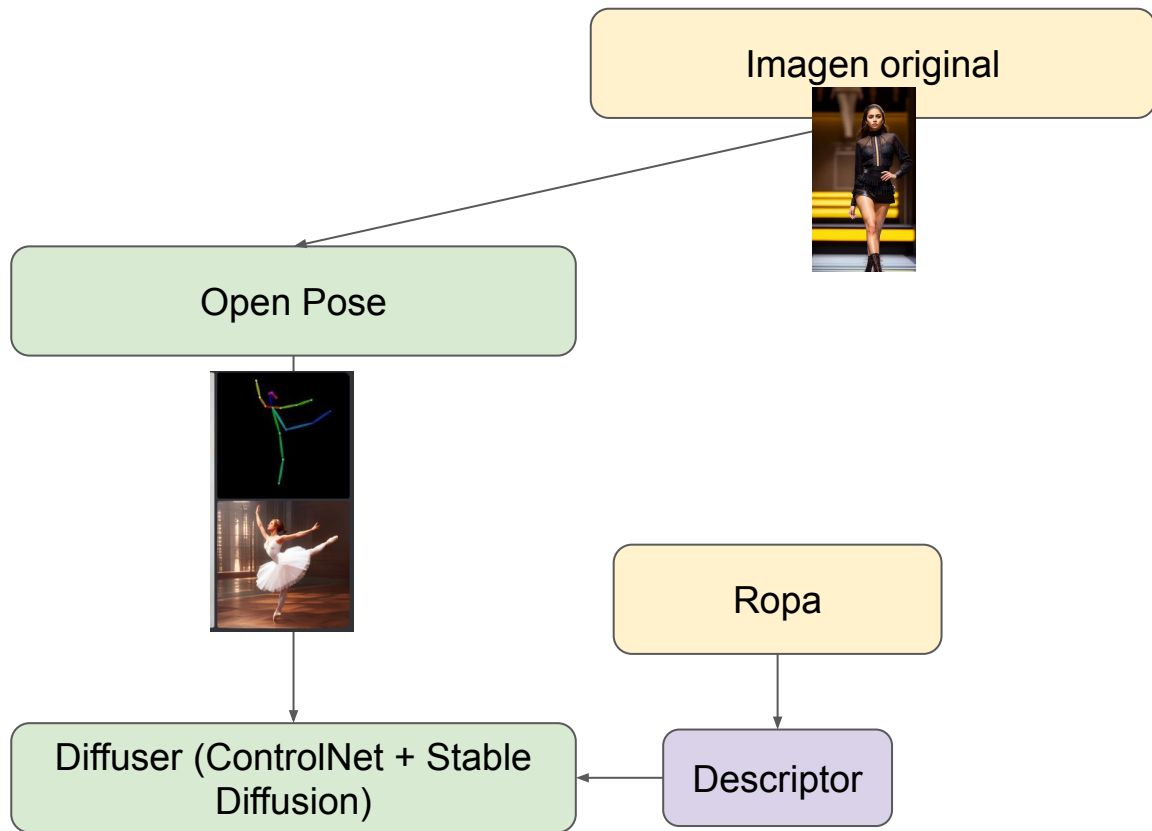 Imagen original
Open Pose
Ropa
Diffuser (ControlNet + Stable
Diffusion)
Descriptor